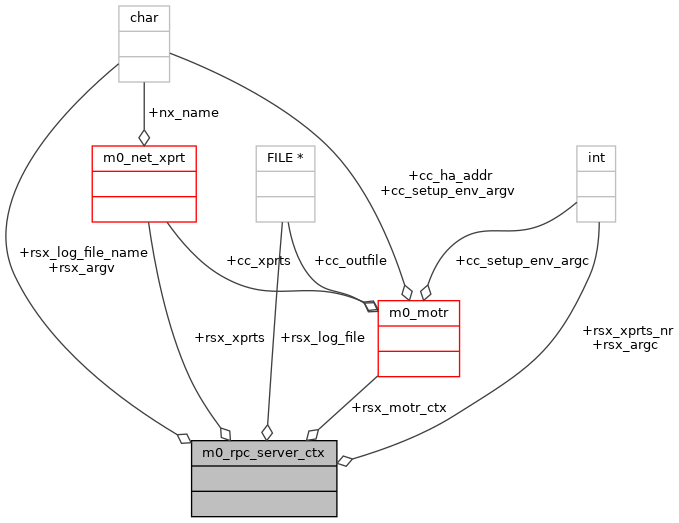 char
+nx_name
m0_net_xprt
FILE *
int
+cc_ha_addr
+cc_setup_env_argv
+rsx_log_file_name
+rsx_argv
+cc_xprts
+cc_outfile
+cc_setup_env_argc
m0_motr
+rsx_xprts
+rsx_log_file
+rsx_xprts_nr
+rsx_argc
+rsx_motr_ctx
m0_rpc_server_ctx